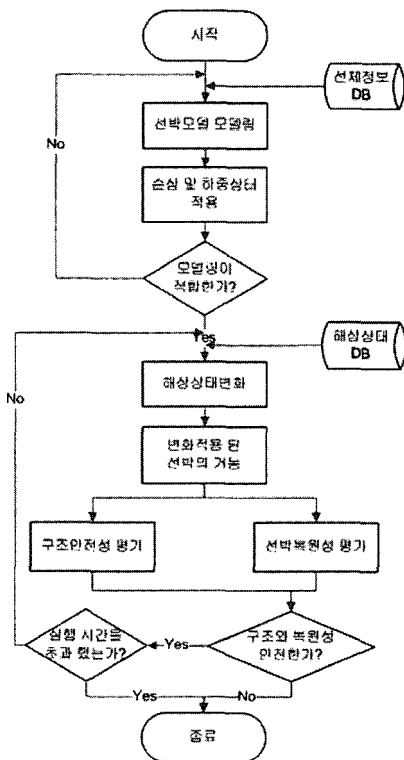 시작
선체정보
DB
선박모델 모델링
No
손상 및 하중상태
적용
모델링이
적합한가?
Yes
해상상태
DB
No
해상상태변화
변화적용 된
선박의 거동
구조안전성 평가
선박복원성 평가
실행 시간을
초과 했는가?
Yes
구조와 복원성
안전한가?
Yes
No
종료